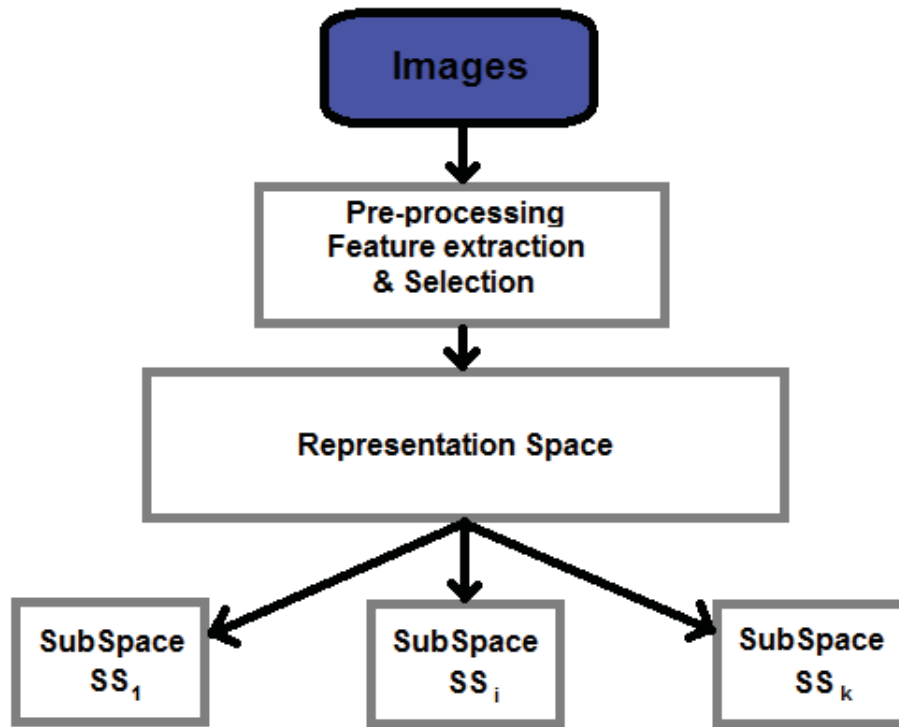 Images
Pre-processing
Feature extraction
& Selection
Representation Space
SubSpace
SS1
SubSpace
SSi
SubSpace
SSk